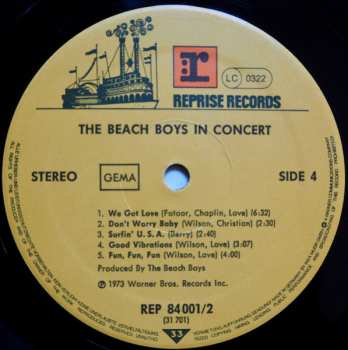 r
LC 0322
REPRISE RECORDS
THE BEACH BOYS IN CONCERT
STEREO
GEMA
SIDE 4
1. We Got Love (Fataar, Chaplin, Love) (6:32)
2. Don't Worry Baby (Wilson, Christian) (2:30)
3. Surfin' U.S.A. (Berry) (2:40)
4. Good Vibrations (Wilson, Love) (3:07)
5. Fun, Fun, Fun (Wilson, Love) (4:00)
Produced By The Beach Boys
℗ 1973 Warner Bros. Records Inc.
REP 84001/2
(31 701)
33